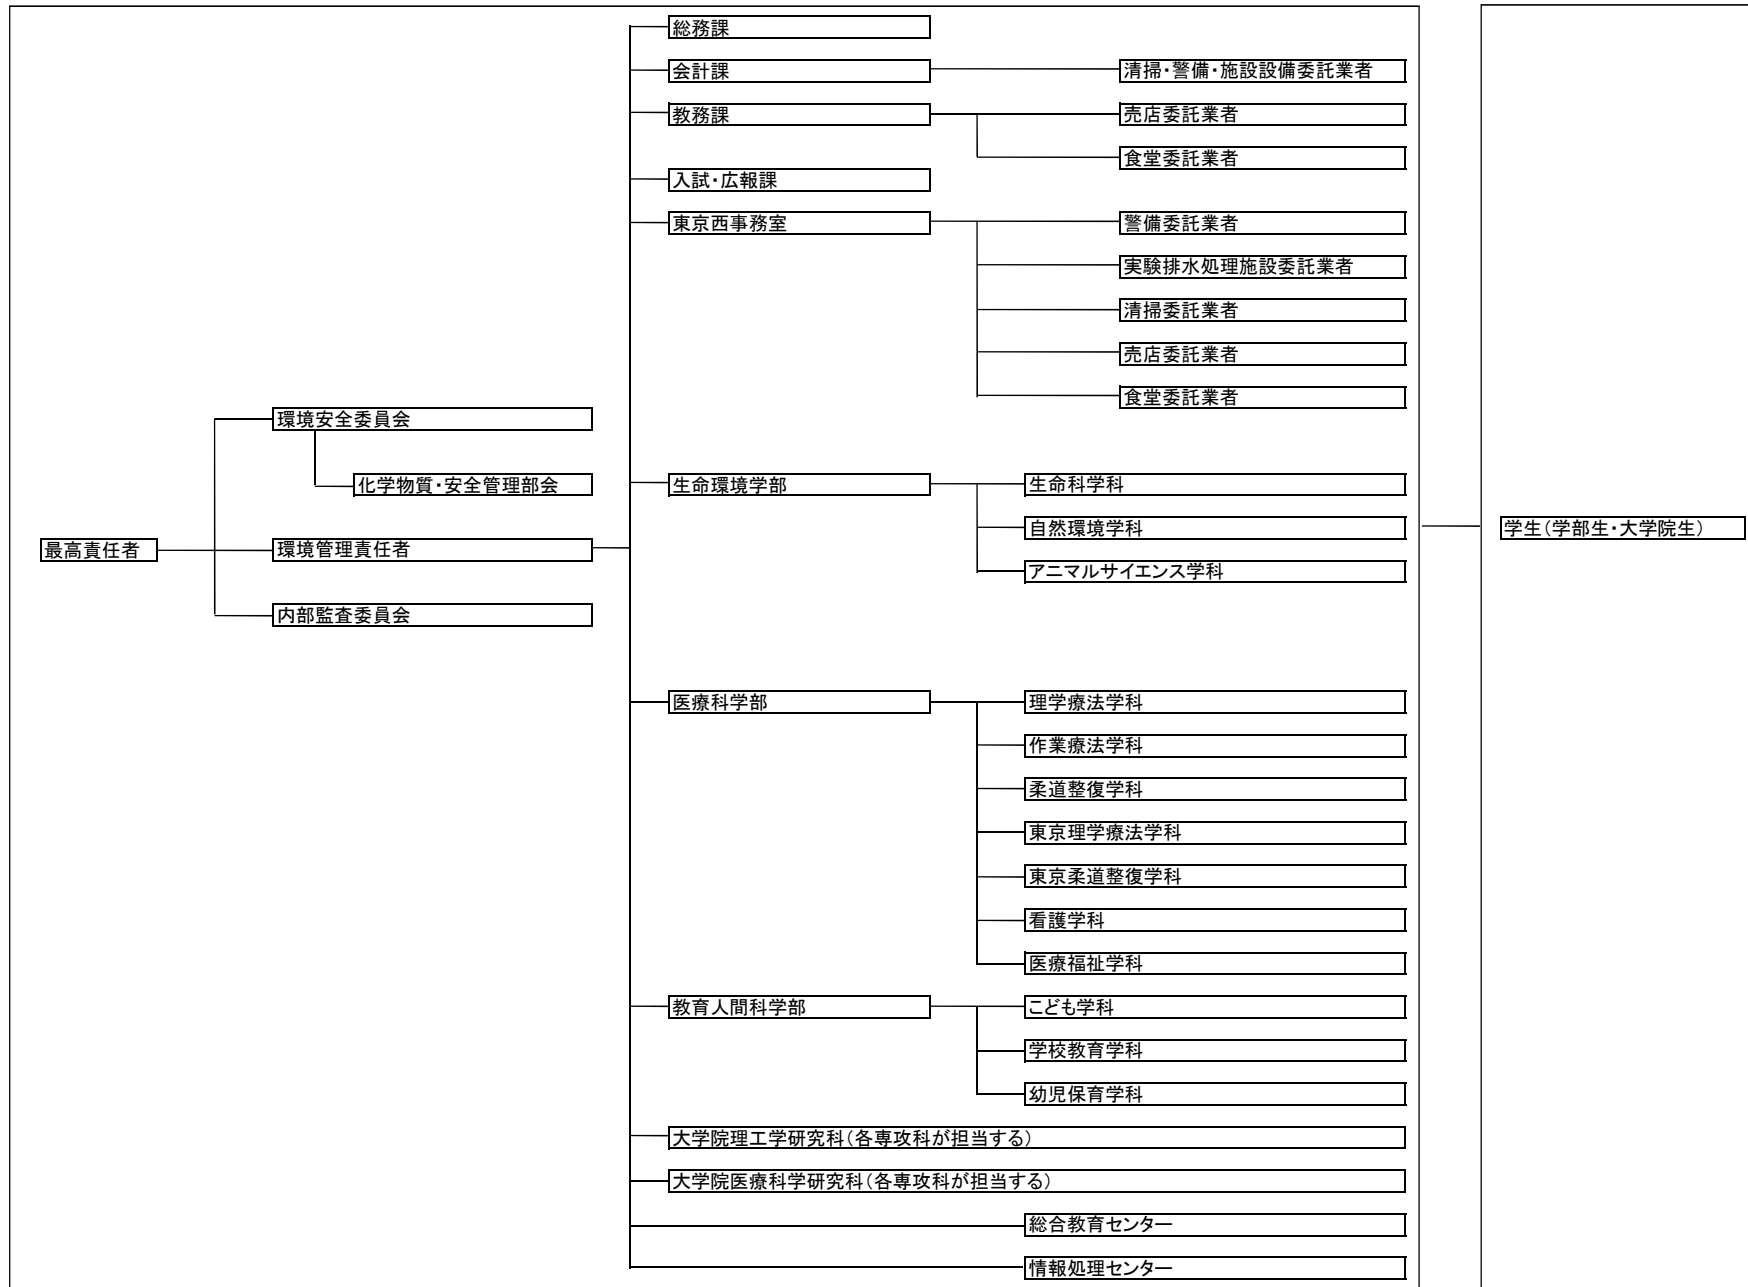 総務課
会計課
清掃・警備・施設設備委託業者
教務課
売店委託業者
食堂委託業者
入試・広報課
東京西事務室
警備委託業者
実験排水処理施設委託業者
清掃委託業者
売店委託業者
食堂委託業者
環境安全委員会
化学物質・安全管理部会
生命環境学部
生命科学科
自然環境学科
学生(学部生・大学院生)
最高責任者
環境管理責任者
アニマルサイエンス学科
内部監査委員会
医療科学部
理学療法学科
作業療法学科
柔道整復学科
東京理学療法学科
東京柔道整復学科
看護学科
医療福祉学科
教育人間科学部
こども学科
学校教育学科
幼児保育学科
大学院理工学研究科(各専攻科が担当する)
大学院医療科学研究科(各専攻科が担当する)
総合教育センター
情報処理センター